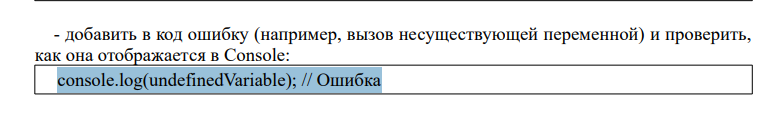 - добавить в код ошибку (например, вызов несуществующей переменной) и проверить,
как она отображается в Console:
console.log(undefinedVariable); // Ошибка